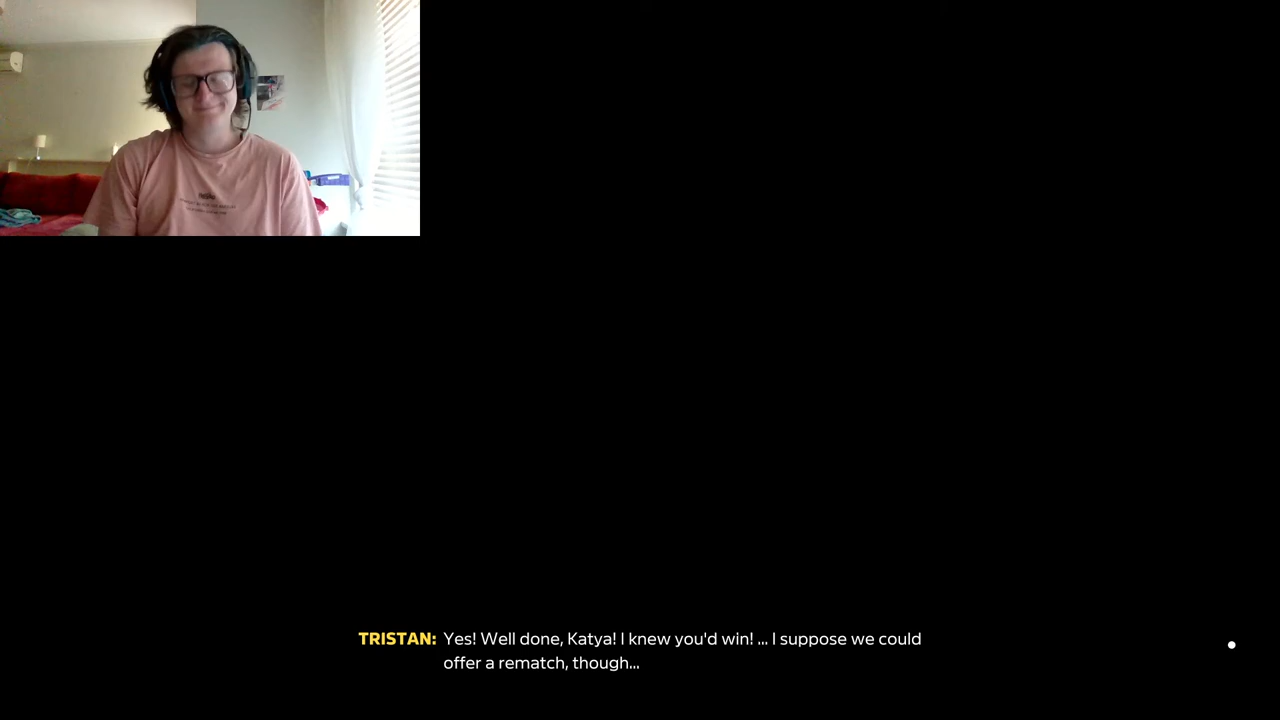 TRISTAN: Yes! Well done, Katya! I knew you'd win! ... I suppose we could
offer a rematch, though...